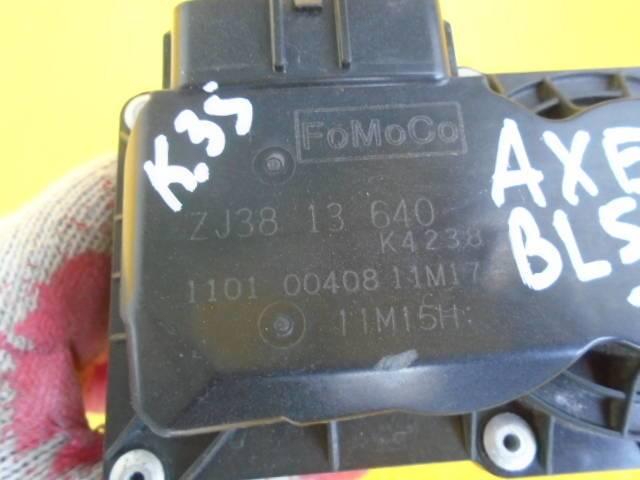 K35
FoMoCo
AXE
BLS
ZJ38 13 640
K4238
1101 00408 11M17
11M15H